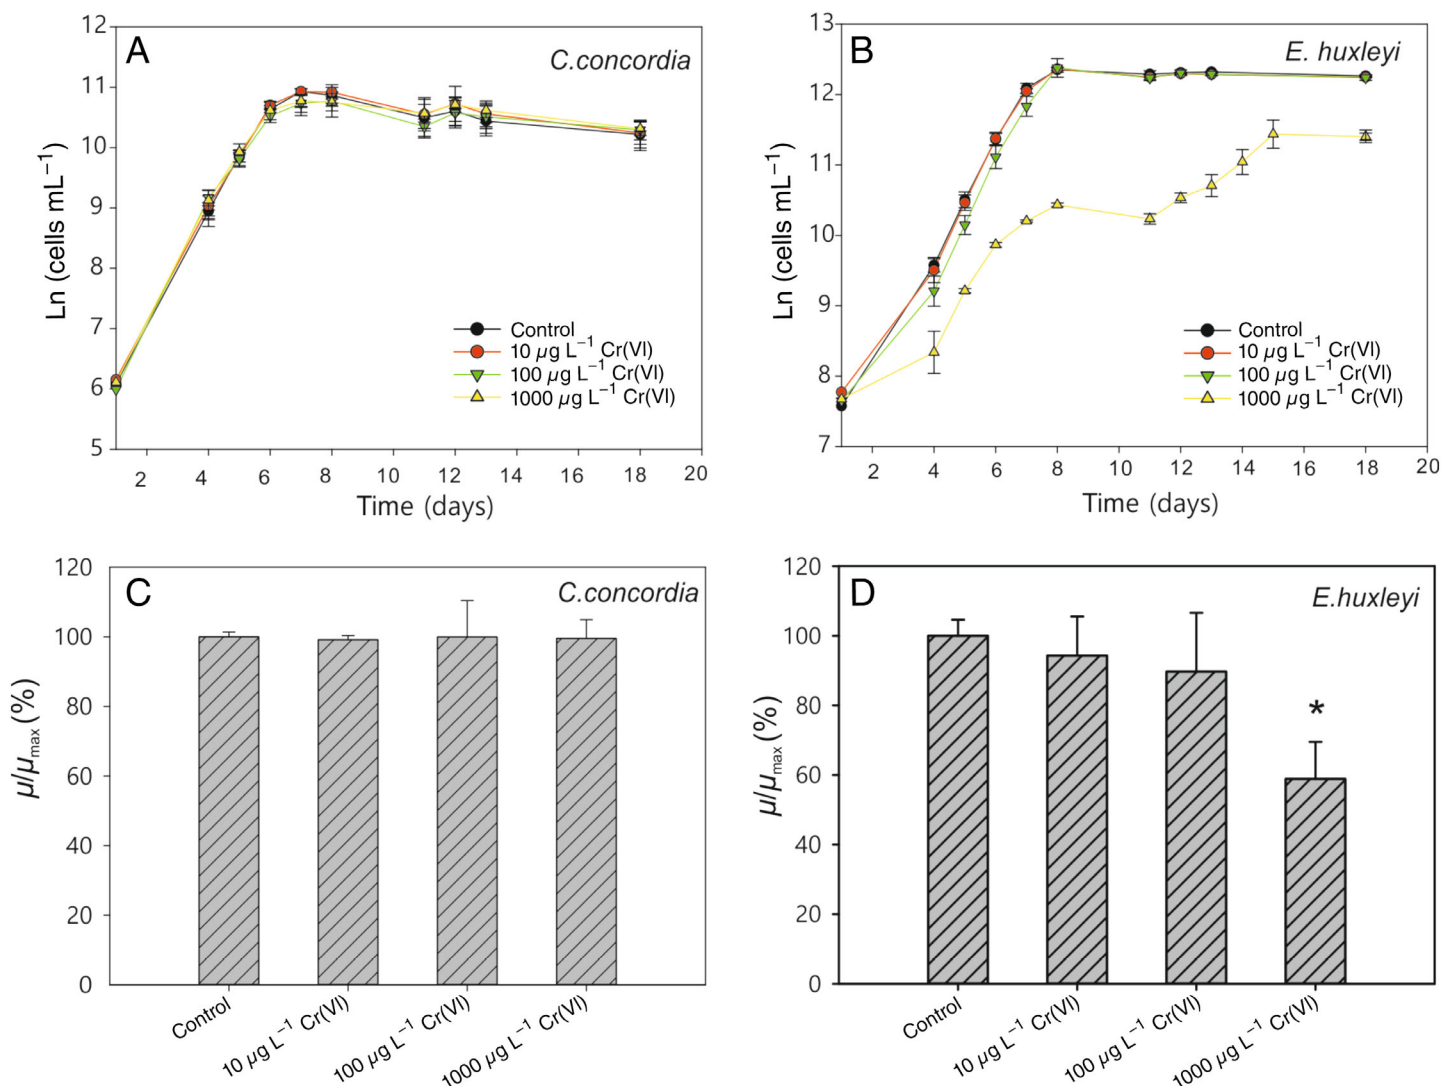 A
C.concordia
12
11
10
9
8
7
6
5
Ln (cells mL⁻¹)
Control
10 µg L⁻¹ Cr(VI)
100 µg L⁻¹ Cr(VI)
1000 µg L⁻¹ Cr(VI)
2 4 6 8 10 12 14 16 18 20
Time (days)
B
E. huxleyi
13
12
11
10
9
8
7
Ln (cells mL⁻¹)
Control
10 µg L⁻¹ Cr(VI)
100 µg L⁻¹ Cr(VI)
1000 µg L⁻¹ Cr(VI)
2 4 6 8 10 12 14 16 18 20
Time (days)
C
C.concordia
120
100
80
60
40
20
0
µ/µmax (%)
Control
10 µg L⁻¹ Cr(VI)
100 µg L⁻¹ Cr(VI)
1000 µg L⁻¹ Cr(VI)
D
E.huxleyi
120
100
80
60
40
20
0
µ/µmax (%)
*
Control
10 µg L⁻¹ Cr(VI)
100 µg L⁻¹ Cr(VI)
1000 µg L⁻¹ Cr(VI)